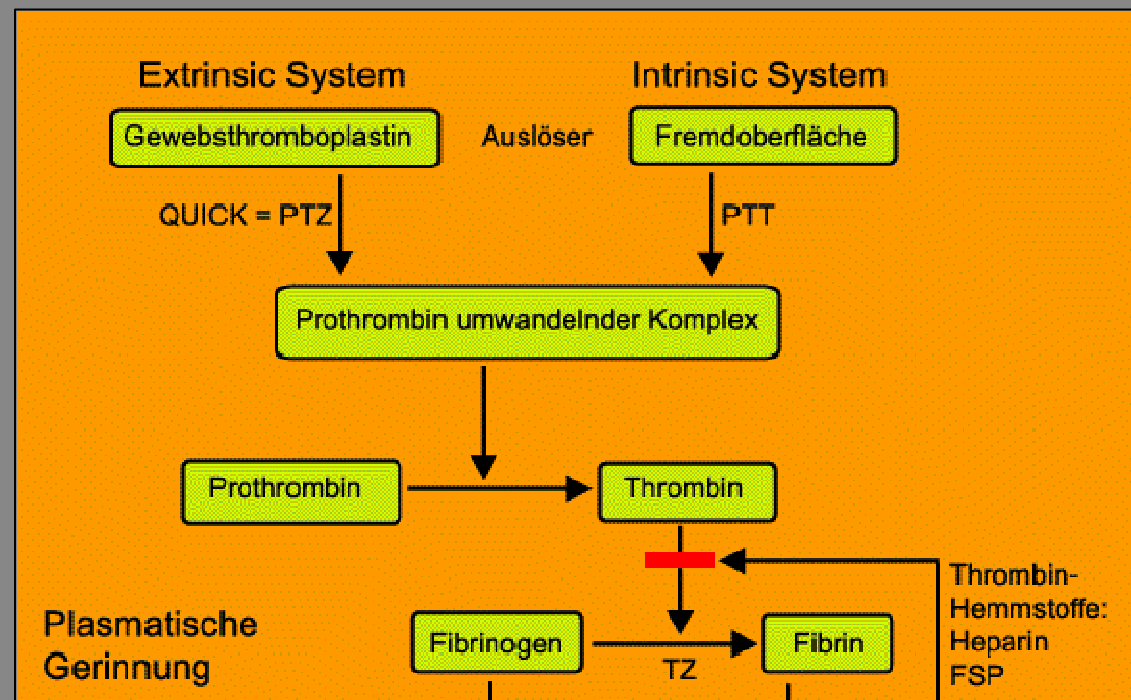 Extrinsic System
Intrinsic System
Gewebsthromboplastin
Auslöser
Fremdoberfläche
QUICK = PTZ
PTT
Prothrombin umwandelnder Komplex
Prothrombin
Thrombin
Thrombin-
Hemmstoffe:
Heparin
FSP
Plasmatische
Gerinnung
Fibrinogen
TZ
Fibrin